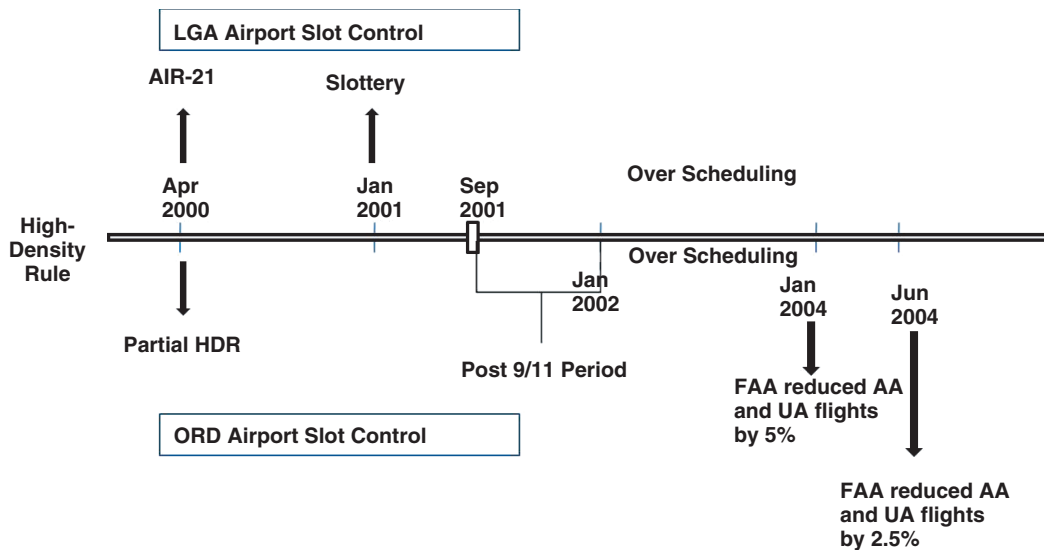 LGA Airport Slot Control
AIR-21
Slottery
Over Scheduling
Apr
2000
Jan
2001
Sep
2001
High-
Density
Rule
Over Scheduling
Jan
2002
Jan
2004
Jun
2004
Partial HDR
Post 9/11 Period
FAA reduced AA
and UA flights
by 5%
ORD Airport Slot Control
FAA reduced AA
and UA flights
by 2.5%